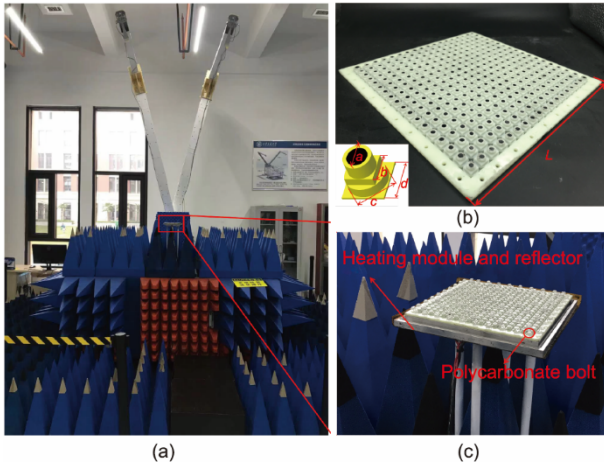 a
b
d
c
L
(b)
Heating module and reflector
Polycarbonate bolt
(a)
(c)